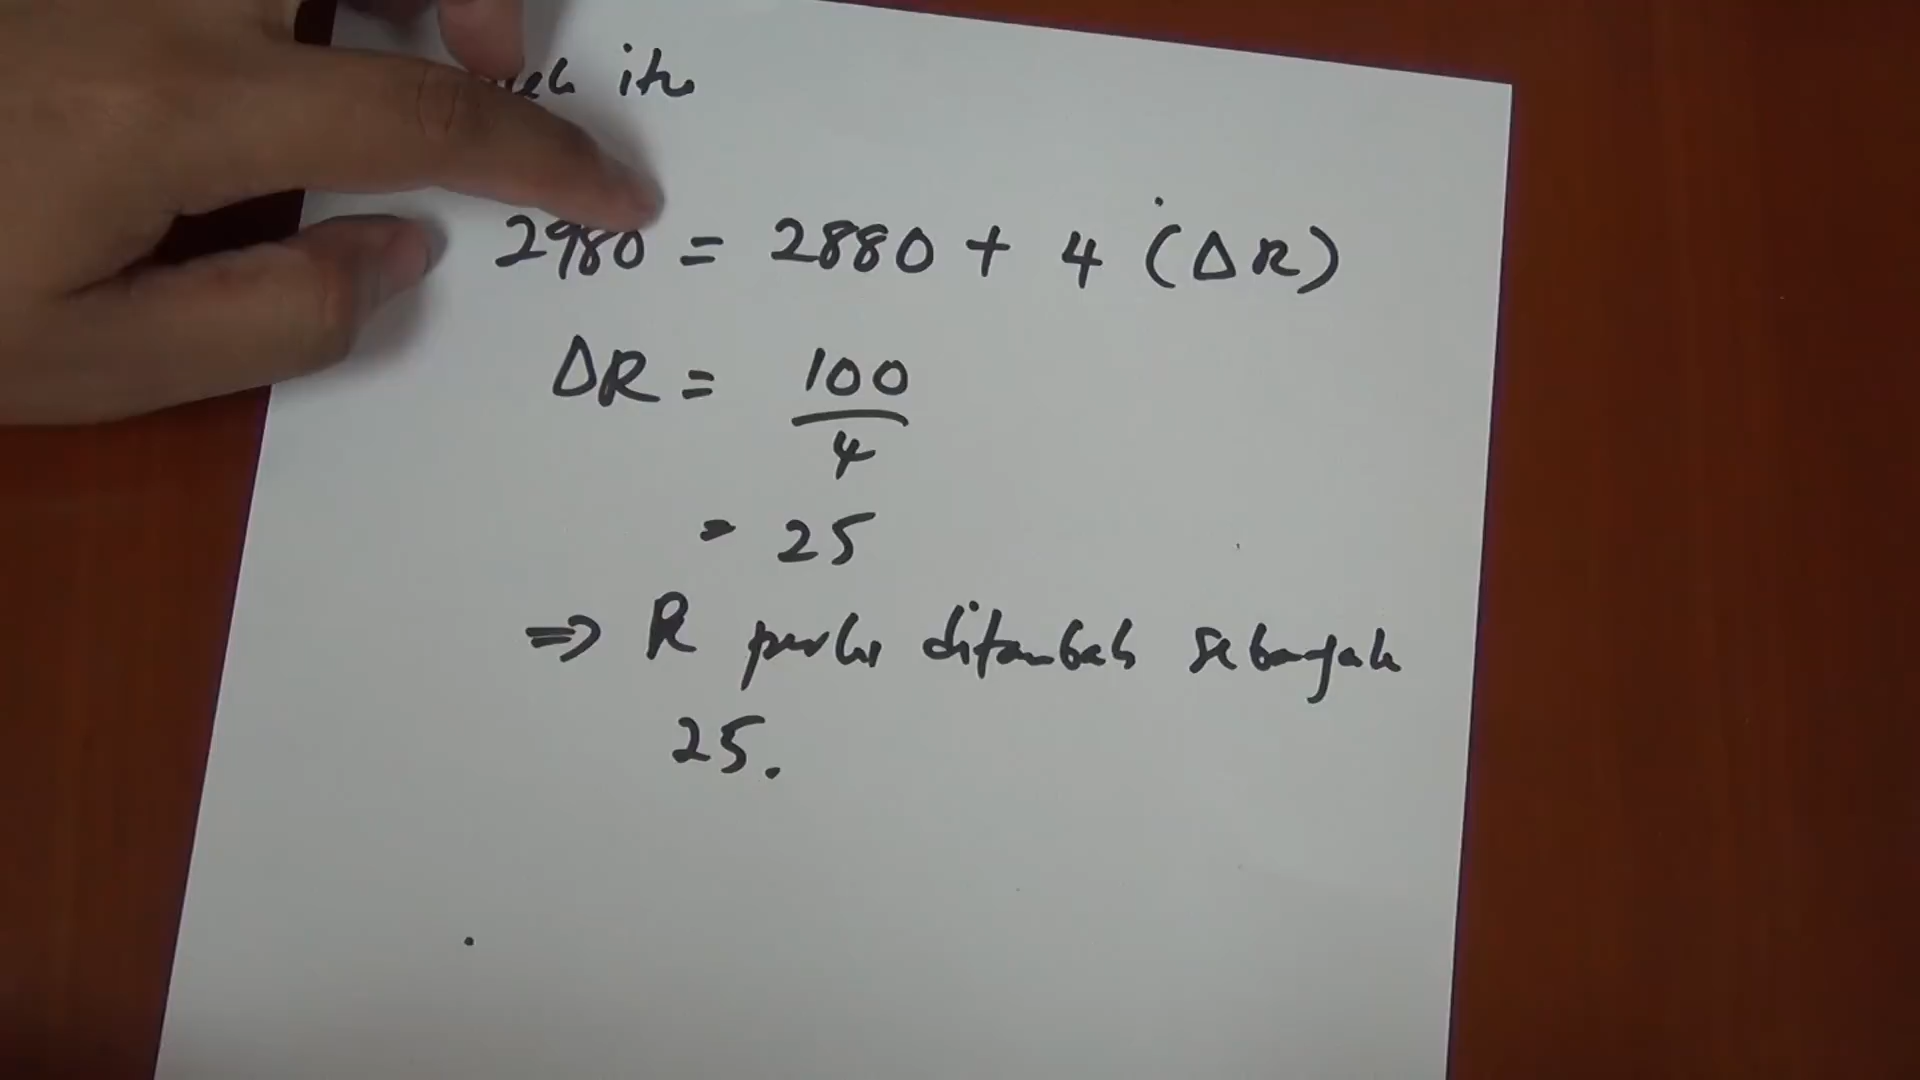 itu
2980 = 2880 + 4 (ΔR)
ΔR = 100/4
= 25
⇒ R perlu ditambah sebanyak
25.